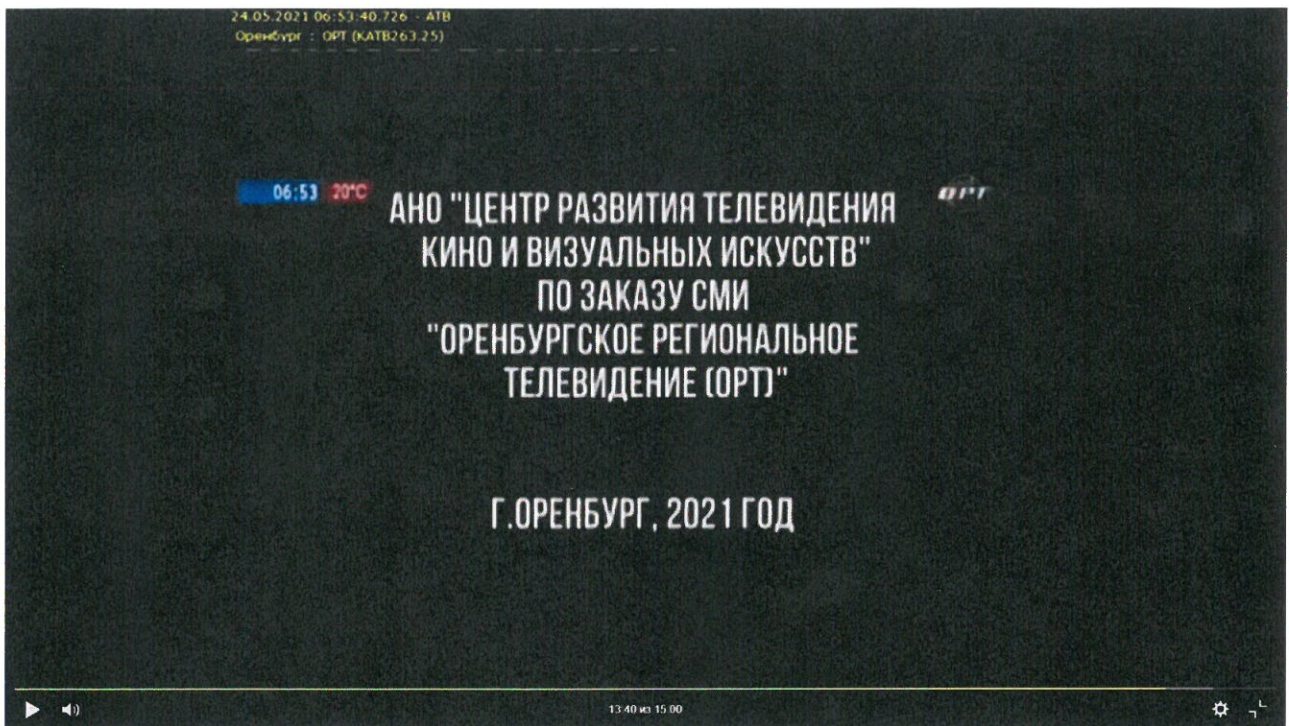 24.05.2021 06:53:40.726 - АТВ
Оренбург : ОРТ (КАТВ263.25)
06:53 20°C
ОРТ
АНО "ЦЕНТР РАЗВИТИЯ ТЕЛЕВИДЕНИЯ
КИНО И ВИЗУАЛЬНЫХ ИСКУССТВ"
ПО ЗАКАЗУ СМИ
"ОРЕНБУРГСКОЕ РЕГИОНАЛЬНОЕ
ТЕЛЕВИДЕНИЕ (ОРТ)"
Г.ОРЕНБУРГ, 2021 ГОД
13:40 из 15:00